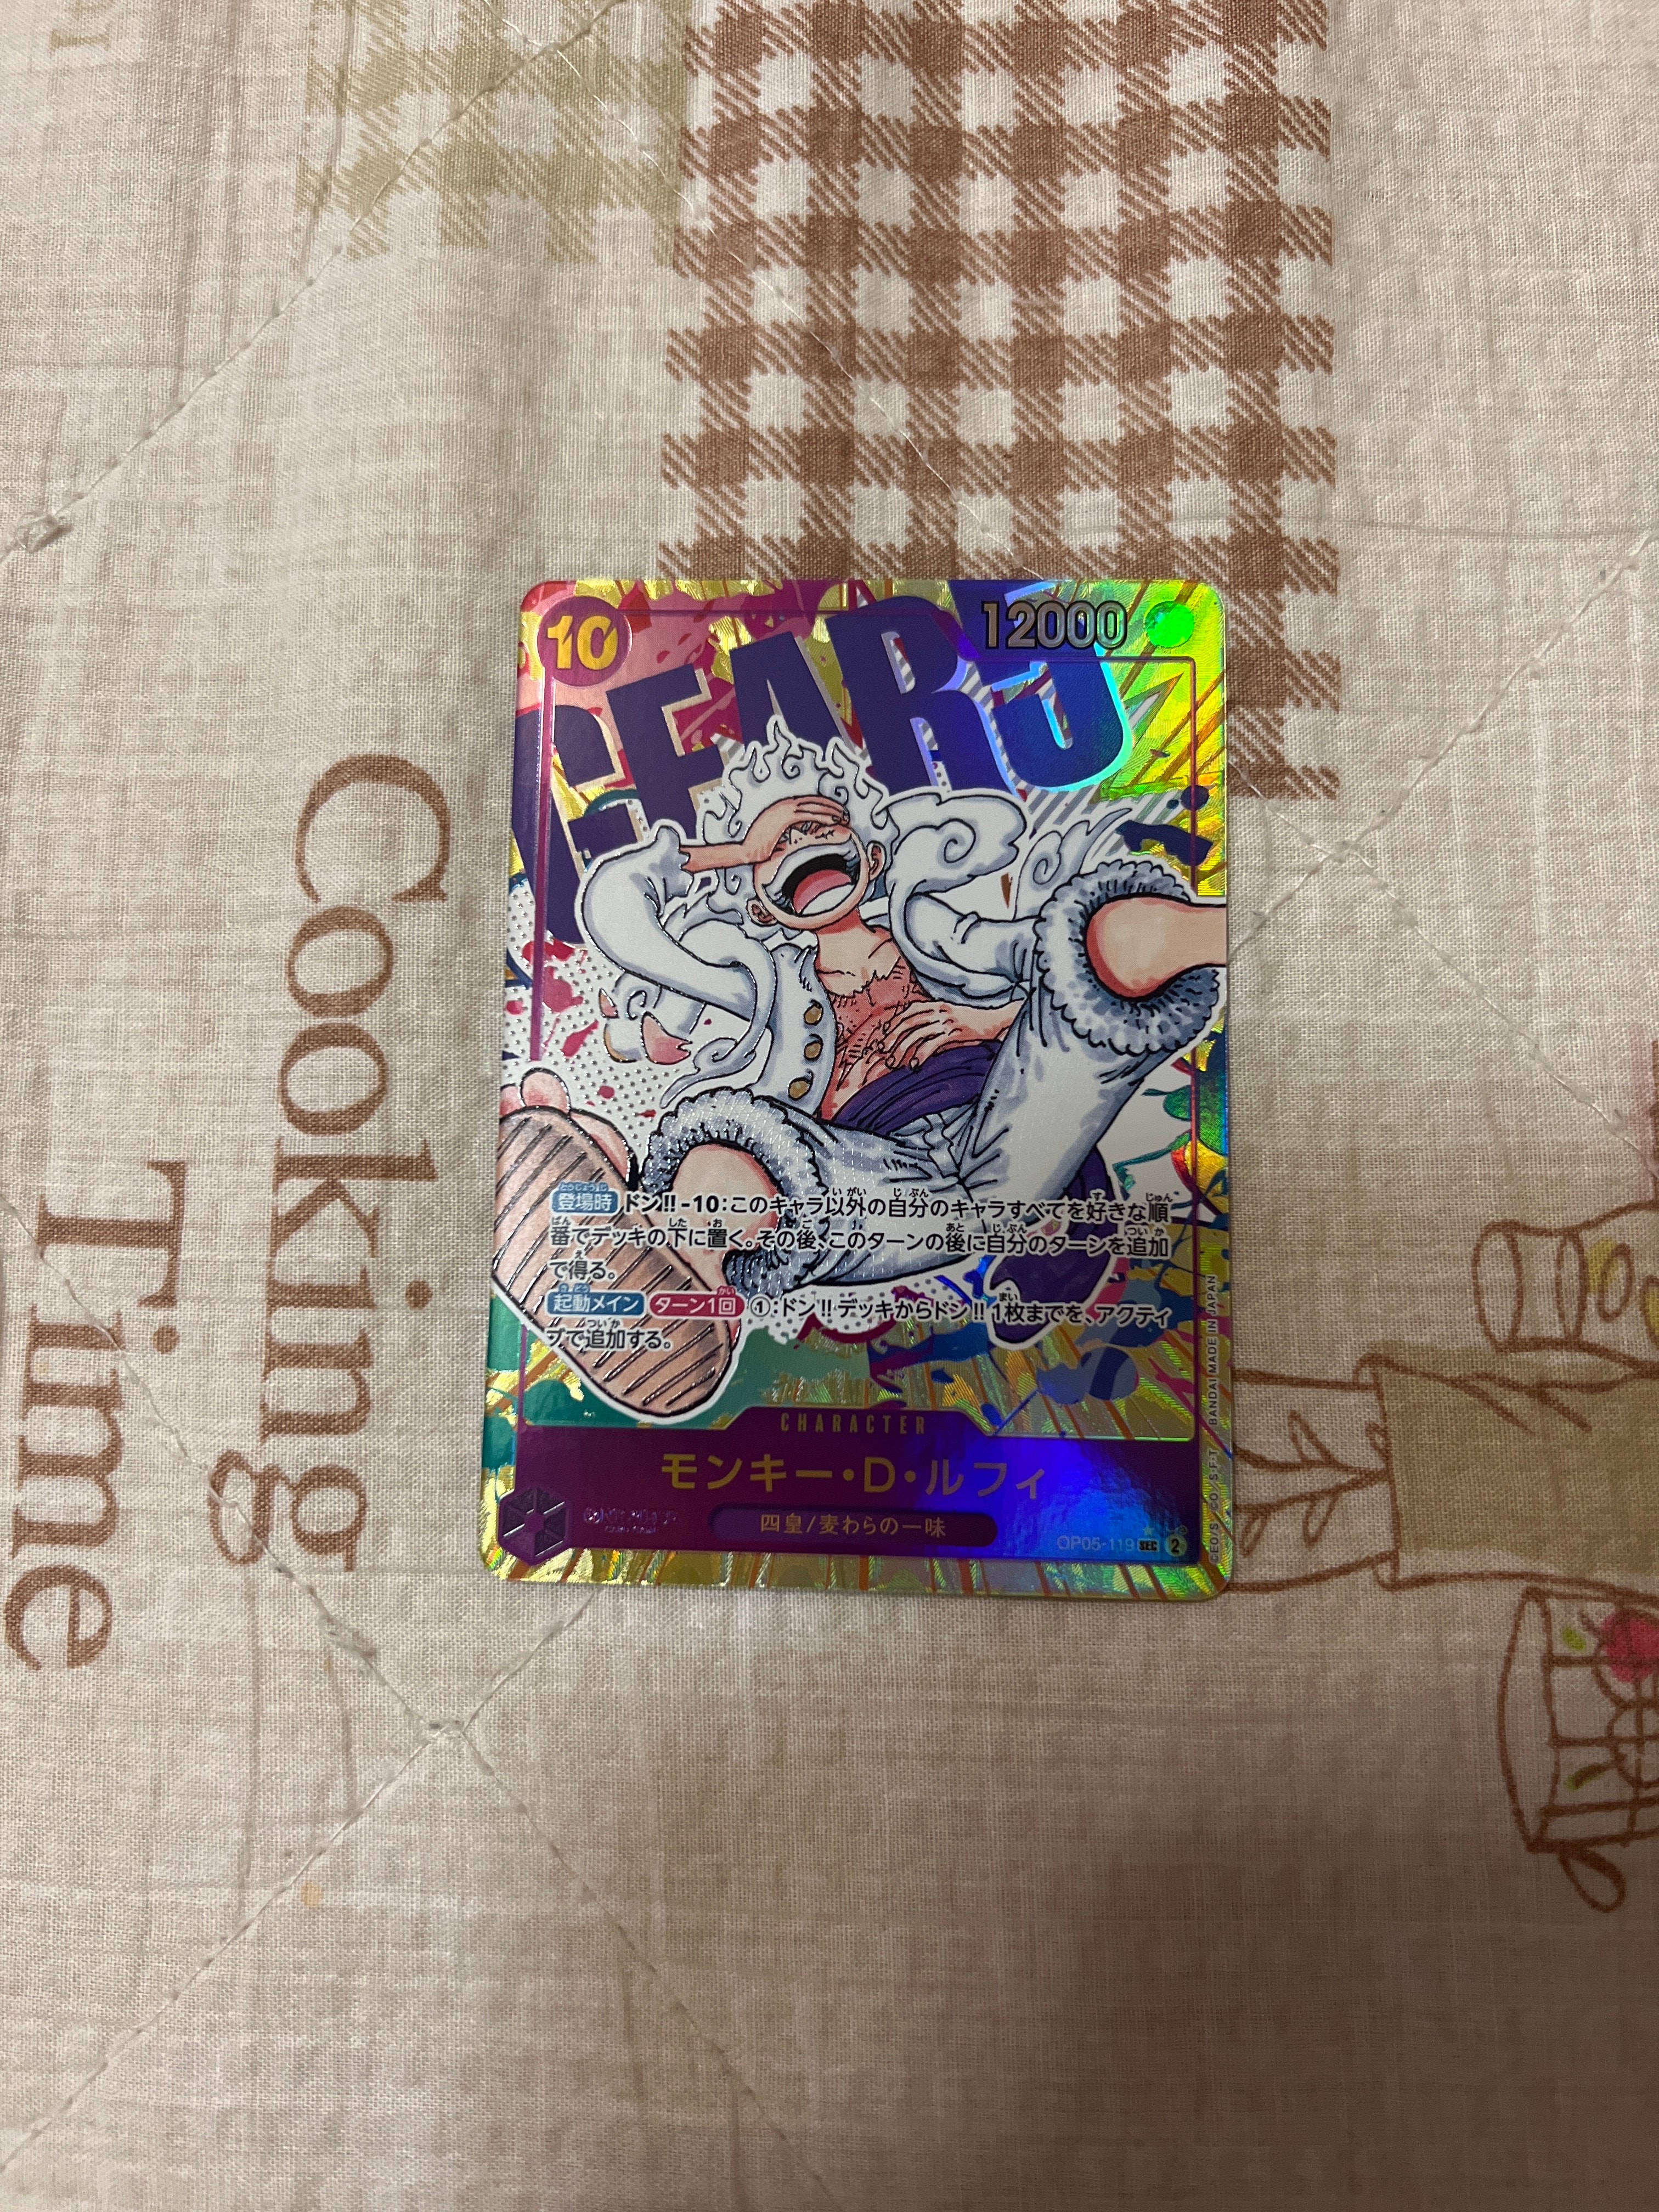 10
12000
GEAR5
登場時 ドン!!-10:このキャラ以外の自分のキャラすべてを好きな順
番でデッキの下に置く。その後、このターンの後に自分のターンを追加
で得る。
起動メイン ターン1回 ①:ドン!!デッキからドン!!1枚までを、アクティ
ブで追加する。
CHARACTER
モンキー・D・ルフィ
四皇/麦わらの一味
OP05-119 SEC 2
BANDAI MADE IN JAPAN
Cooking
Time